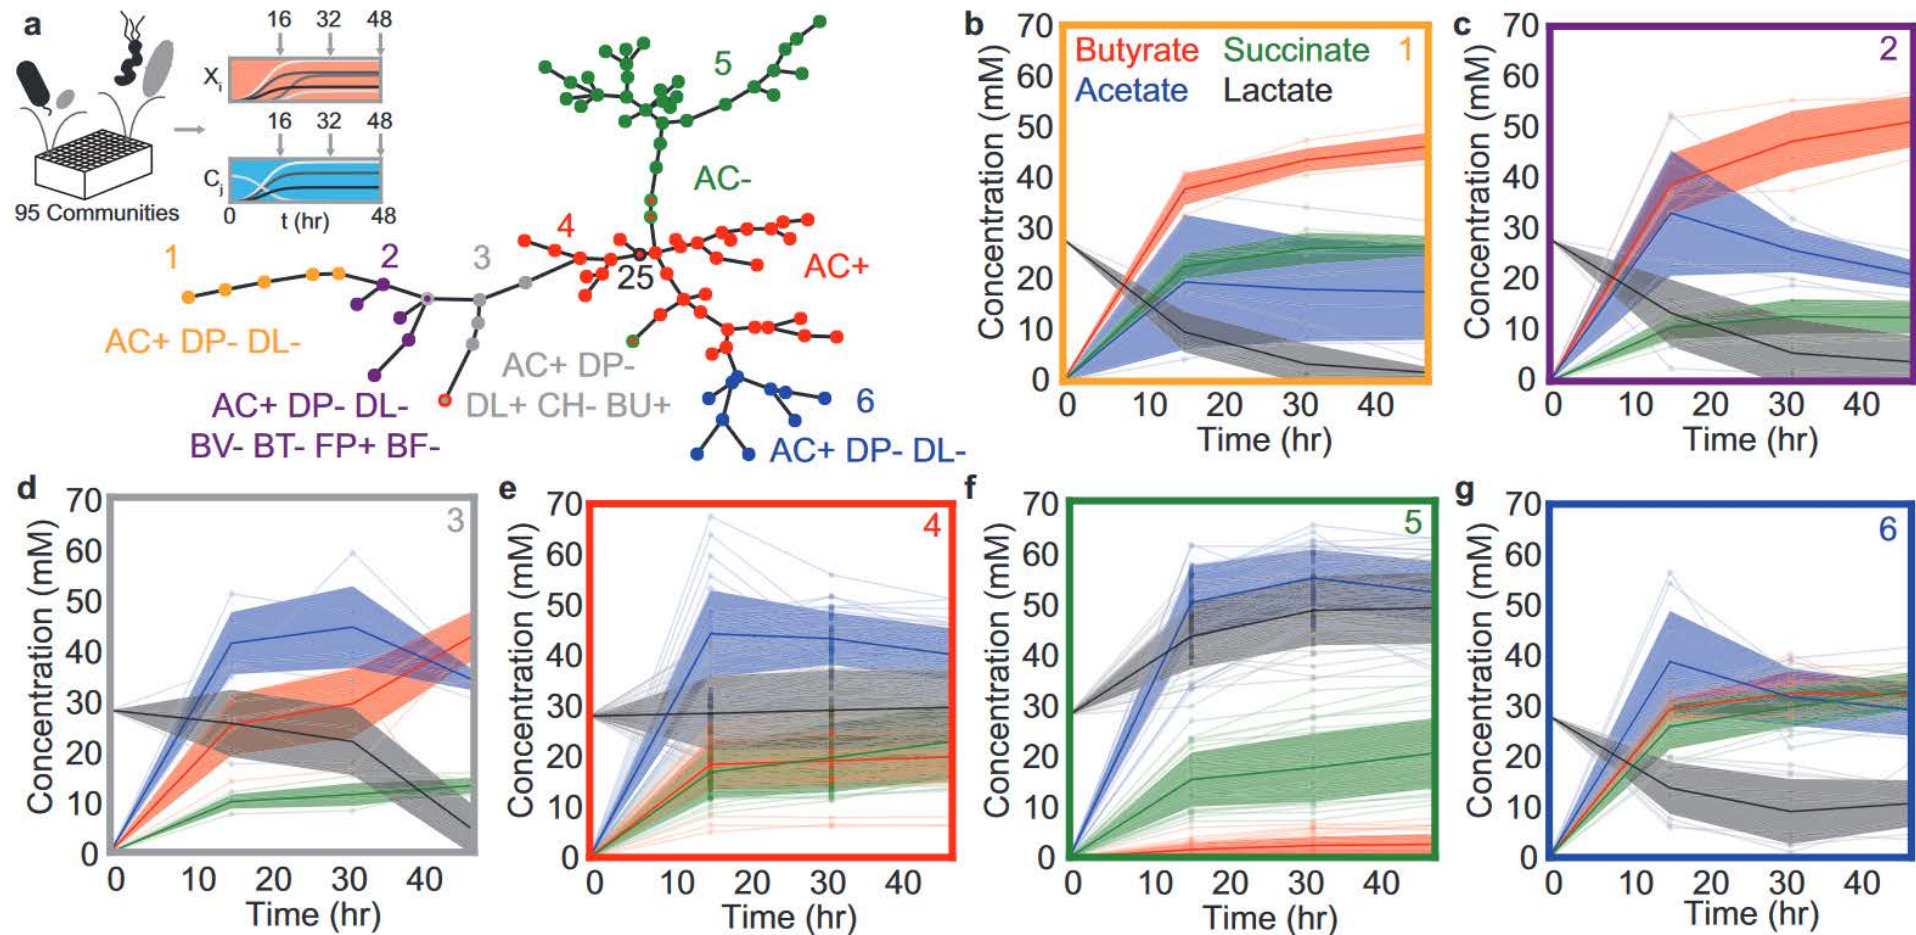 a
16 32 48
Xi
16 32 48
Cj
0 t (hr) 48
95 Communities
1
AC+ DP- DL-
2
AC+ DP- DL-
BV- BT- FP+ BF-
3
AC+ DP-
DL+ CH- BU+
4
25
AC+
5
AC-
6
AC+ DP- DL-
b
Butyrate Succinate
Acetate Lactate
1
Concentration (mM)
70
60
50
40
30
20
10
0
0 10 20 30 40
Time (hr)
c
2
Concentration (mM)
70
60
50
40
30
20
10
0
0 10 20 30 40
Time (hr)
d
3
Concentration (mM)
70
60
50
40
30
20
10
0
0 10 20 30 40
Time (hr)
e
4
Concentration (mM)
70
60
50
40
30
20
10
0
0 10 20 30 40
Time (hr)
f
5
Concentration (mM)
70
60
50
40
30
20
10
0
0 10 20 30 40
Time (hr)
g
6
Concentration (mM)
70
60
50
40
30
20
10
0
0 10 20 30 40
Time (hr)